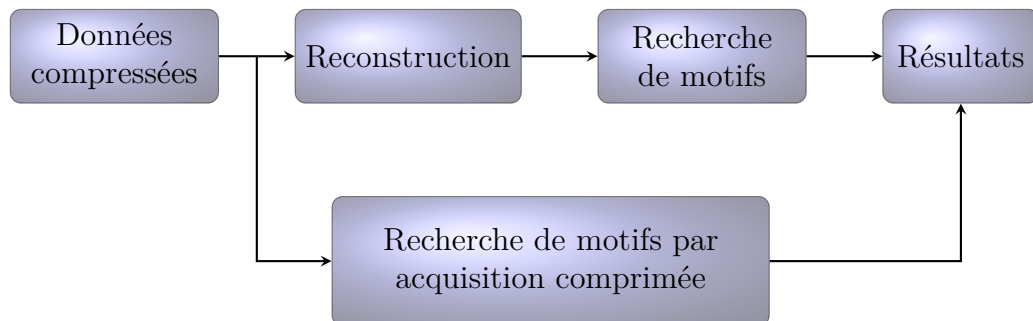 Données
compressées
Reconstruction
Recherche
de motifs
Résultats
Recherche de motifs par
acquisition comprimée